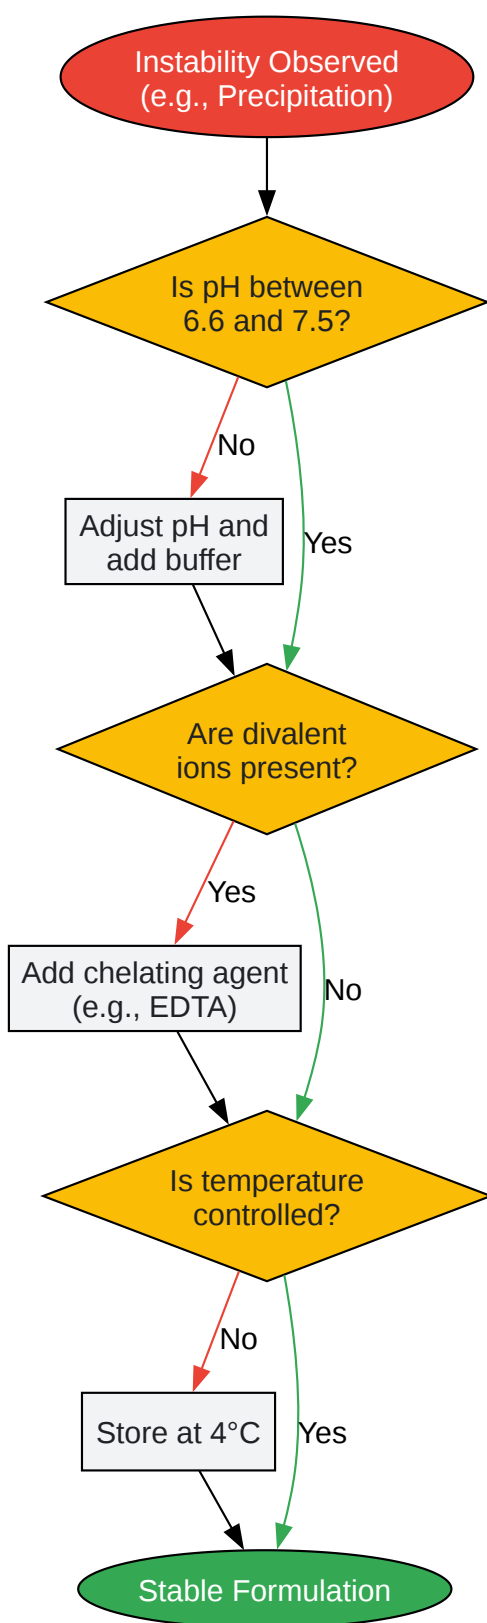 Instability Observed
(e.g., Precipitation)
Is pH between
6.6 and 7.5?
No
Adjust pH and
add buffer
Yes
Are divalent
ions present?
Yes
Add chelating agent
(e.g., EDTA)
No
Is temperature
controlled?
No
Store at 4°C
Yes
Stable Formulation